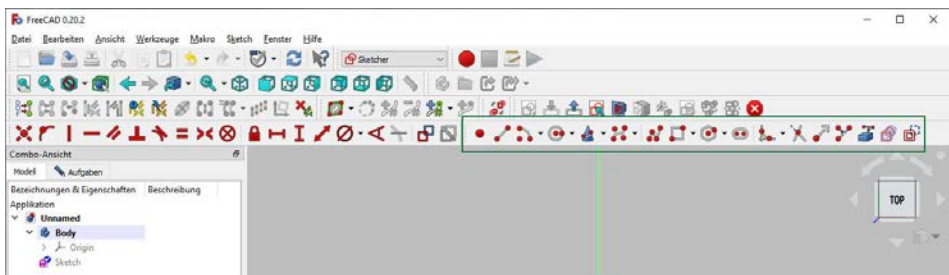 FreeCAD 0.20.2
Datei Bearbeiten Ansicht Werkzeuge Makro Sketch Fenster Hilfe
Sketcher
Combo-Ansicht
Modell Aufgaben
Bezeichnungen & Eigenschaften Beschreibung
Applikation
Unnamed
Body
Origin
Sketch
TOP